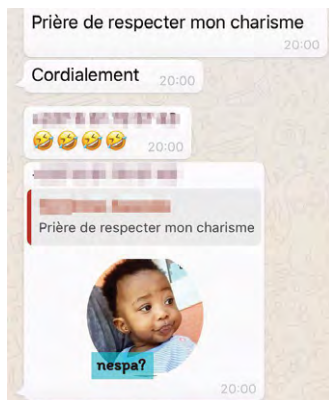 Prière de respecter mon charisme
20:00
Cordialement 20:00
🤣🤣🤣🤣 20:00
Prière de respecter mon charisme
nespa?
20:00